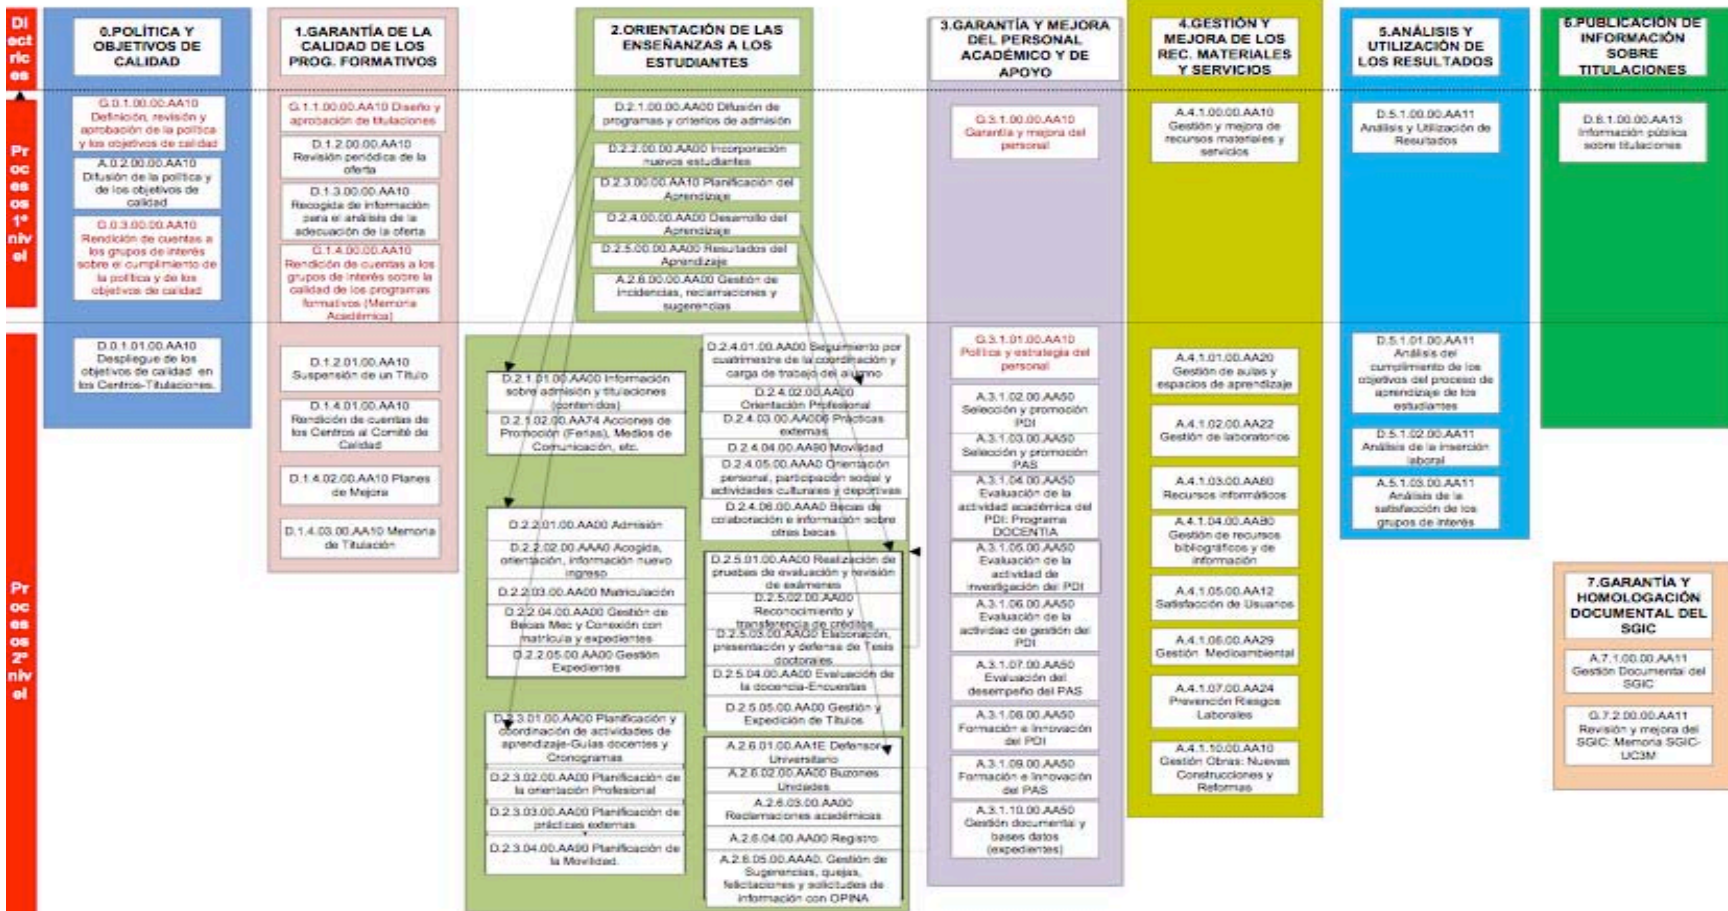 Di
ect
ric
es
0.POLÍTICA Y
OBJETIVOS DE
CALIDAD
1.GARANTÍA DE LA
CALIDAD DE LOS
PROG. FORMATIVOS
2.ORIENTACIÓN DE LAS
ENSEÑANZAS A LOS
ESTUDIANTES
3.GARANTÍA Y MEJORA
DEL PERSONAL
ACADÉMICO Y DE
APOYO
4.GESTIÓN Y
MEJORA DE LOS
REC. MATERIALES
Y SERVICIOS
5.ANÁLISIS Y
UTILIZACIÓN DE
LOS RESULTADOS
6.PUBLICACIÓN DE
INFORMACIÓN
SOBRE
TITULACIONES
Pr
oc
es
os
1º
niv
el
G.0.1.00.00.AA10
Definición, revisión y
aprobación de la política
y los objetivos de calidad
A.0.2.00.00.AA10
Difusión de la política y
de los objetivos de
calidad
D.0.3.00.00.AA10
Rendición de cuentas a
los grupos de interés
sobre el cumplimiento de
la política y de los
objetivos de calidad
G.1.1.00.00.AA10 Diseño y
aprobación de titulaciones
D.1.2.00.00.AA10
Revisión periódica de la
oferta
D.1.3.00.00.AA10
Recogida de información
para el análisis de la
adecuación de la oferta
G.1.4.00.00.AA10
Rendición de cuentas a los
grupos de interés sobre la
calidad de los programas
formativos (Memoria
Académica)
D.2.1.00.00.AA00 Difusión de
programas y criterios de admisión
D.2.2.00.00.AA00 Incorporación
nuevos estudiantes
D.2.3.00.00.AA10 Planificación del
Aprendizaje
D.2.4.00.00.AA00 Desarrollo del
Aprendizaje
D.2.5.00.00.AA00 Resultados del
Aprendizaje
A.2.6.00.00.AA00 Gestión de
incidencias, reclamaciones y
sugerencias
G.3.1.00.00.AA10
Garantía y mejora del
personal
A.4.1.00.00.AA10
Gestión y mejora de
recursos materiales y
servicios
D.5.1.00.00.AA11
Análisis y Utilización de
Resultados
D.6.1.00.00.AA13
Información pública
sobre titulaciones
Pr
oc
es
os
2º
niv
el
D.0.1.01.00.AA10
Despliegue de los
objetivos de calidad en
los Centros-Titulaciones.
D.1.2.01.00.AA10
Suspensión de un Título
D.1.4.01.00.AA10
Rendición de cuentas de
los Centros al Comité de
Calidad
D.1.4.02.00.AA10 Planes
de Mejora
D.1.4.03.00.AA10 Memoria
de Titulación
D.2.1.01.00.AA00 Información
sobre admisión y titulaciones
(contenidos)
D.2.1.02.00.AA74 Acciones de
Promoción (Ferias), Medios de
Comunicación, etc.
D.2.2.01.00.AA00 Admisión
D.2.2.02.00.AAA0 Acogida,
orientación, información nuevo
ingreso
D.2.2.03.00.AA00 Matriculación
D.2.2.04.00.AA00 Gestión de
Becas Mec y Conexión con
matrícula y expedientes
D.2.2.05.00.AA00 Gestión
Expedientes
D.2.3.01.00.AA00 Planificación y
coordinación de actividades de
aprendizaje-Guías docentes y
Cronogramas
D.2.3.02.00.AA00 Planificación de
la orientación Profesional
D.2.3.03.00.AA00 Planificación de
prácticas externas
D.2.3.04.00.AA90 Planificación de
la Movilidad.
D.2.4.01.00.AA00 Seguimiento por
cuatrimestre de la coordinación y
carga de trabajo del alumno
D.2.4.02.00.AA00
Orientación Profesional
D.2.4.03.00.AA006 Prácticas
externas
D.2.4.04.00.AA90 Movilidad
D.2.4.05.00.AAA0 Orientación
personal, participación social y
actividades culturales y deportivas
D.2.4.06.00.AAA0 Becas de
colaboración e información sobre
otras becas
D.2.5.01.00.AA00 Realización de
pruebas de evaluación y revisión
de exámenes
D.2.5.02.00.AA00
Reconocimiento y
transferencia de créditos
D.2.5.03.00.AAG0 Elaboración,
presentación y defensa de Tesis
doctorales
D.2.5.04.00.AA00 Evaluación de
la docencia-Encuestas
D.2.5.05.00.AA00 Gestión y
Expedición de Títulos
A.2.6.01.00.AA1E Defensor
Universitario
A.2.6.02.00.AA00 Buzones
Unidades
A.2.6.03.00.AA00
Reclamaciones académicas
A.2.6.04.00.AA00 Registro
A.2.6.05.00.AAA0. Gestión de
Sugerencias, quejas,
felicitaciones y solicitudes de
información con OPINA
G.3.1.01.00.AA10
Política y estrategia del
personal
A.3.1.02.00.AA50
Selección y promoción
PDI
A.3.1.03.00.AA50
Selección y promoción
PAS
A.3.1.04.00.AA50
Evaluación de la
actividad académica del
PDI: Programa
DOCENTIA
A.3.1.05.00.AA50
Evaluación de la
actividad de
investigación del PDI
A.3.1.06.00.AA50
Evaluación de la
actividad de gestión del
PDI
A.3.1.07.00.AA50
Evaluación del
desempeño del PAS
A.3.1.08.00.AA50
Formación e Innovación
del PDI
A.3.1.09.00.AA50
Formación e Innovación
del PAS
A.3.1.10.00.AA50
Gestión documental y
bases datos
(expedientes)
A.4.1.01.00.AA20
Gestión de aulas y
espacios de aprendizaje
A.4.1.02.00.AA22
Gestión de laboratorios
A.4.1.03.00.AA60
Recursos informáticos
A.4.1.04.00.AA80
Gestión de recursos
bibliográficos y de
información
A.4.1.05.00.AA12
Satisfacción de Usuarios
A.4.1.06.00.AA29
Gestión Medioambiental
A.4.1.07.00.AA24
Prevención Riesgos
Laborales
A.4.1.10.00.AA10
Gestión Obras: Nuevas
Construcciones y
Reformas
D.5.1.01.00.AA11
Análisis del
cumplimiento de los
objetivos del proceso de
aprendizaje de los
estudiantes
D.5.1.02.00.AA11
Análisis de la inserción
laboral
A.5.1.03.00.AA11
Análisis de la
satisfacción de los
grupos de interés
7.GARANTÍA Y
HOMOLOGACIÓN
DOCUMENTAL DEL
SGIC
A.7.1.00.00.AA11
Gestión Documental del
SGIC
G.7.2.00.00.AA11
Revisión y mejora del
SGIC: Memoria SGIC-
UC3M